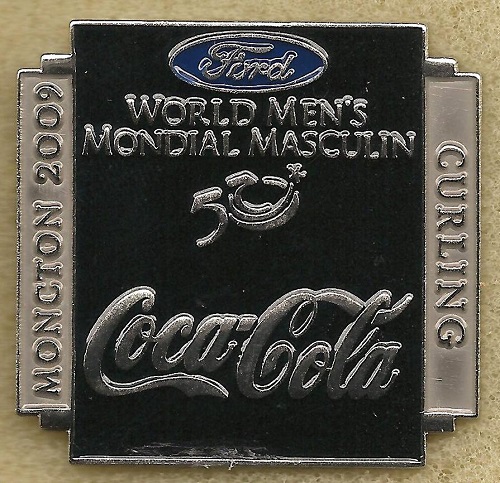 Ford
WORLD MEN'S
MONDIAL MASCULIN
50
MONCTON 2009
CURLING
Coca-Cola